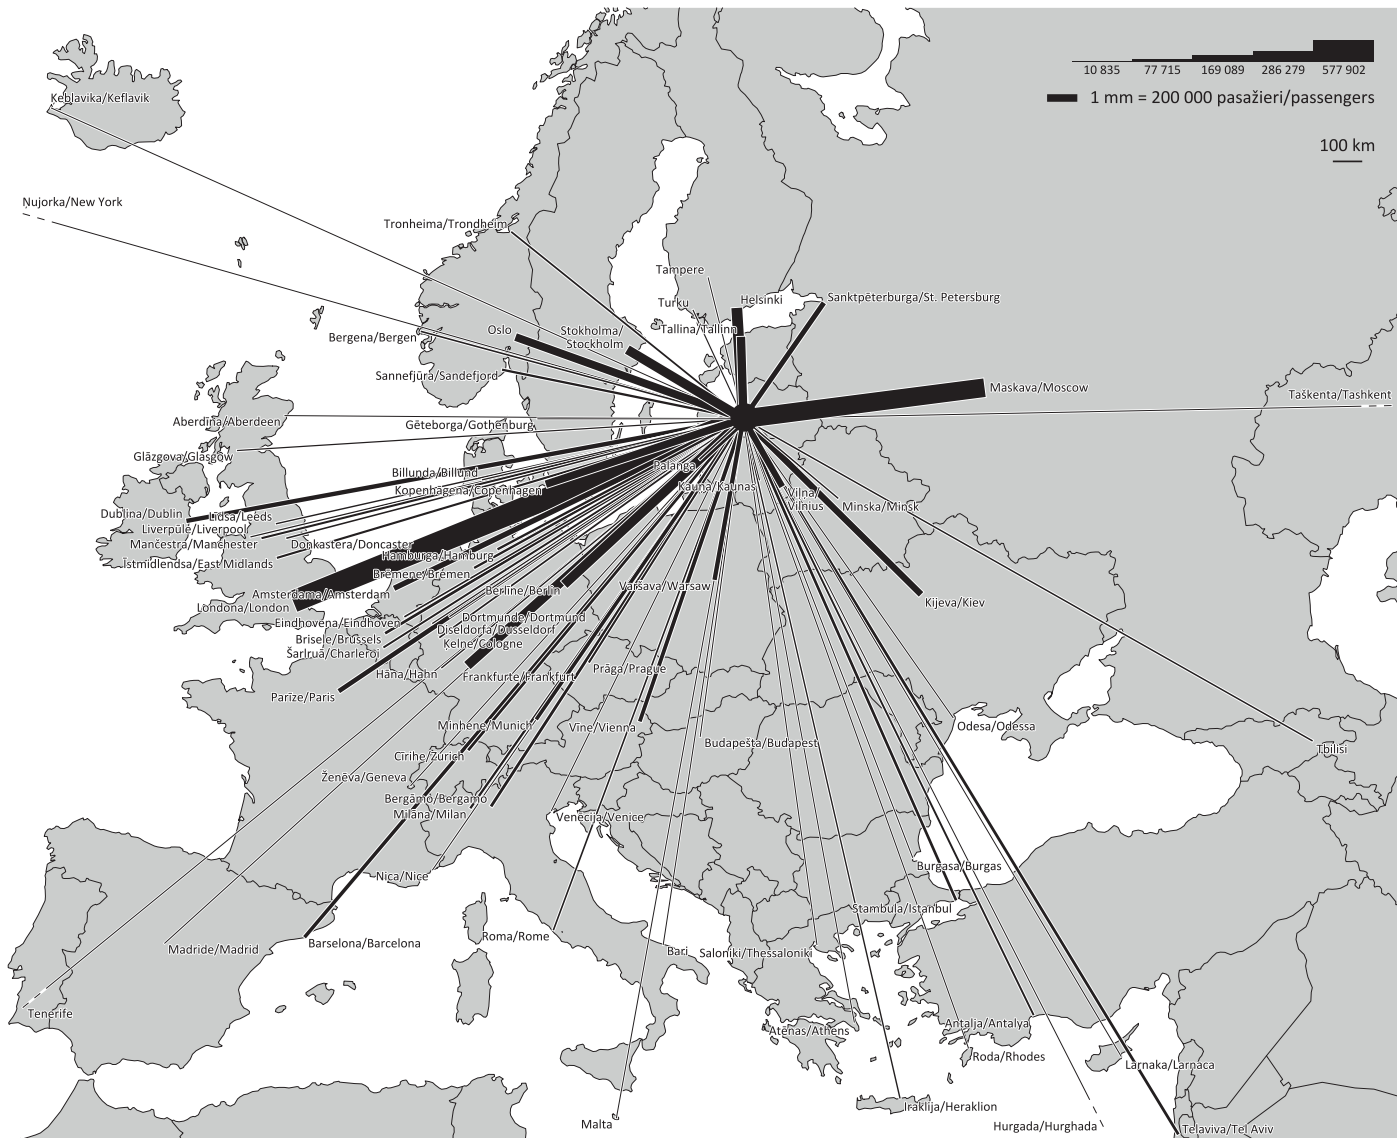 10 835 77 715 169 089 286 279 577 902
1 mm = 200 000 pasažieri/passengers
100 km
Ķeblavika/Keflavik
Ņujorka/New York
Tronheima/Trondheim
Tampere
Turku
Helsinki
Sanktpēterburga/St. Petersburg
Tallina/Tallinn
Oslo
Stokholma/
Stockholm
Bergena/Bergen
Sannefjūra/Sandefjord
Maskava/Moscow
Taškenta/Tashkent
Aberdīna/Aberdeen
Gēteborga/Gothenburg
Glāzgova/Glasgow
Billunda/Billund
Palanga
Kopenhāgena/Copenhagen
Kauņa/Kaunas
Viļņa/
Vilnius
Minska/Minsk
Dublina/Dublin
Līdsa/Leeds
Liverpūle/Liverpool
Mančestra/Manchester
Donkastera/Doncaster
Īstmidlendsa/East Midlands
Hamburga/Hamburg
Brēmene/Bremen
Amsterdama/Amsterdam
Londona/London
Berlīne/Berlin
Varšava/Warsaw
Kijeva/Kiev
Eindhovena/Eindhoven
Dortmunde/Dortmund
Diseldorfa/Dusseldorf
Brisele/Brussels
Ķelne/Cologne
Šarlruā/Charleroi
Hāna/Hahn
Frankfurte/Frankfurt
Prāga/Prague
Parīze/Paris
Minhene/Munich
Vīne/Vienna
Odesa/Odessa
Budapešta/Budapest
Tbilisi
Cīrihe/Zurich
Ženēva/Geneva
Bergāmo/Bergamo
Milāna/Milan
Venēcija/Venice
Nica/Nice
Burgasa/Burgas
Stambula/Istanbul
Roma/Rome
Barselona/Barcelona
Madride/Madrid
Bari
Saloniki/Thessaloniki
Tenerife
Atēnas/Athens
Antalja/Antalya
Roda/Rhodes
Larnaka/Larnaca
Iraklija/Heraklion
Malta
Hurgada/Hurghada
Telaviva/Tel Aviv